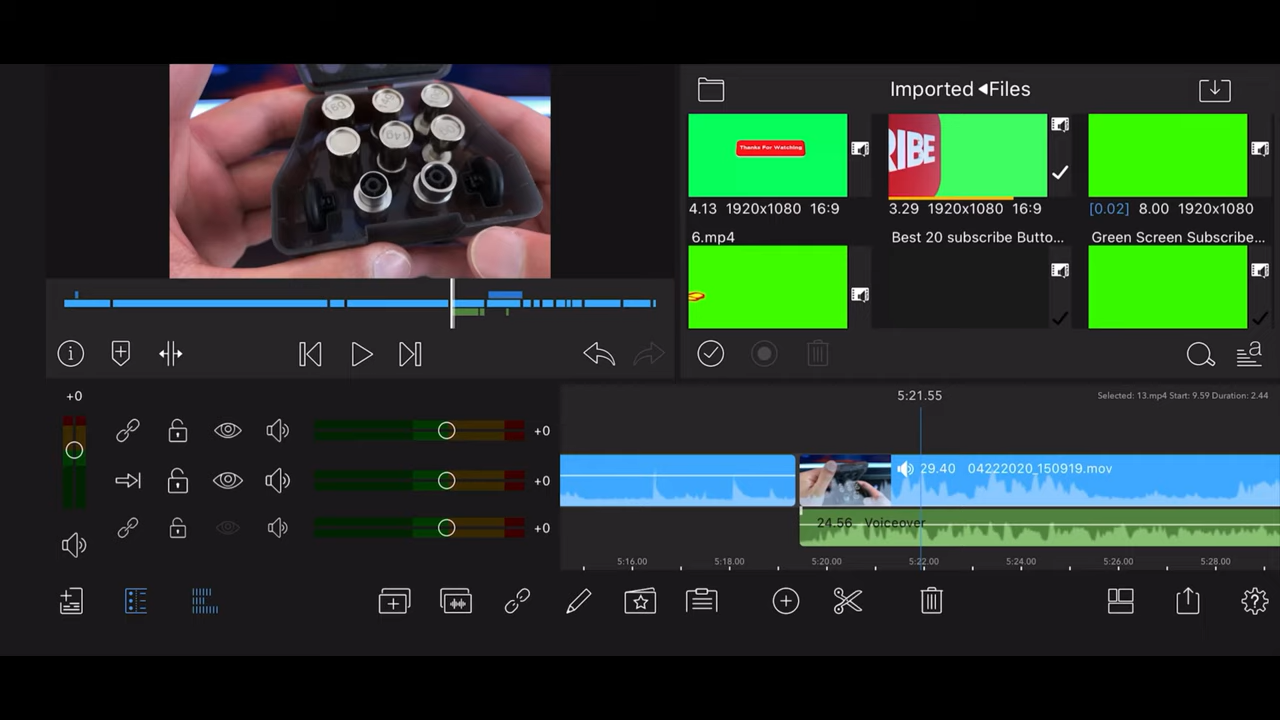 Imported ◂Files
Thanks For Watching
RIBE
4.13 1920x1080 16:9
3.29 1920x1080 16:9
[0.02] 8.00 1920x1080
6.mp4
Best 20 subscribe Butto...
Green Screen Subscribe...
14g
+0
5:21.55
Selected: 13.mp4 Start: 9.59 Duration: 2.44
+0
29.40 04222020_150919.mov
+0
24.56 Voiceover
+0
5:16.00 5:18.00 5:20.00 5:22.00 5:24.00 5:26.00 5:28.00